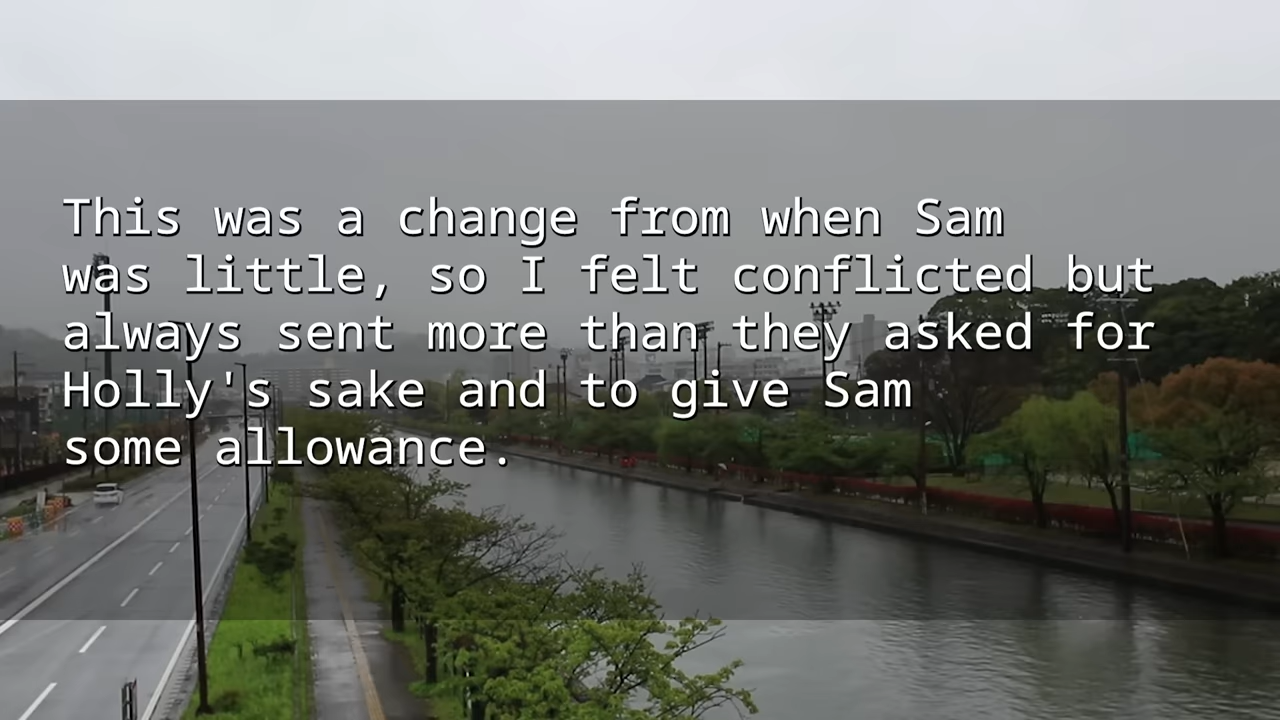 This was a change from when Sam
was little, so I felt conflicted but
always sent more than they asked for
Holly's sake and to give Sam
some allowance.